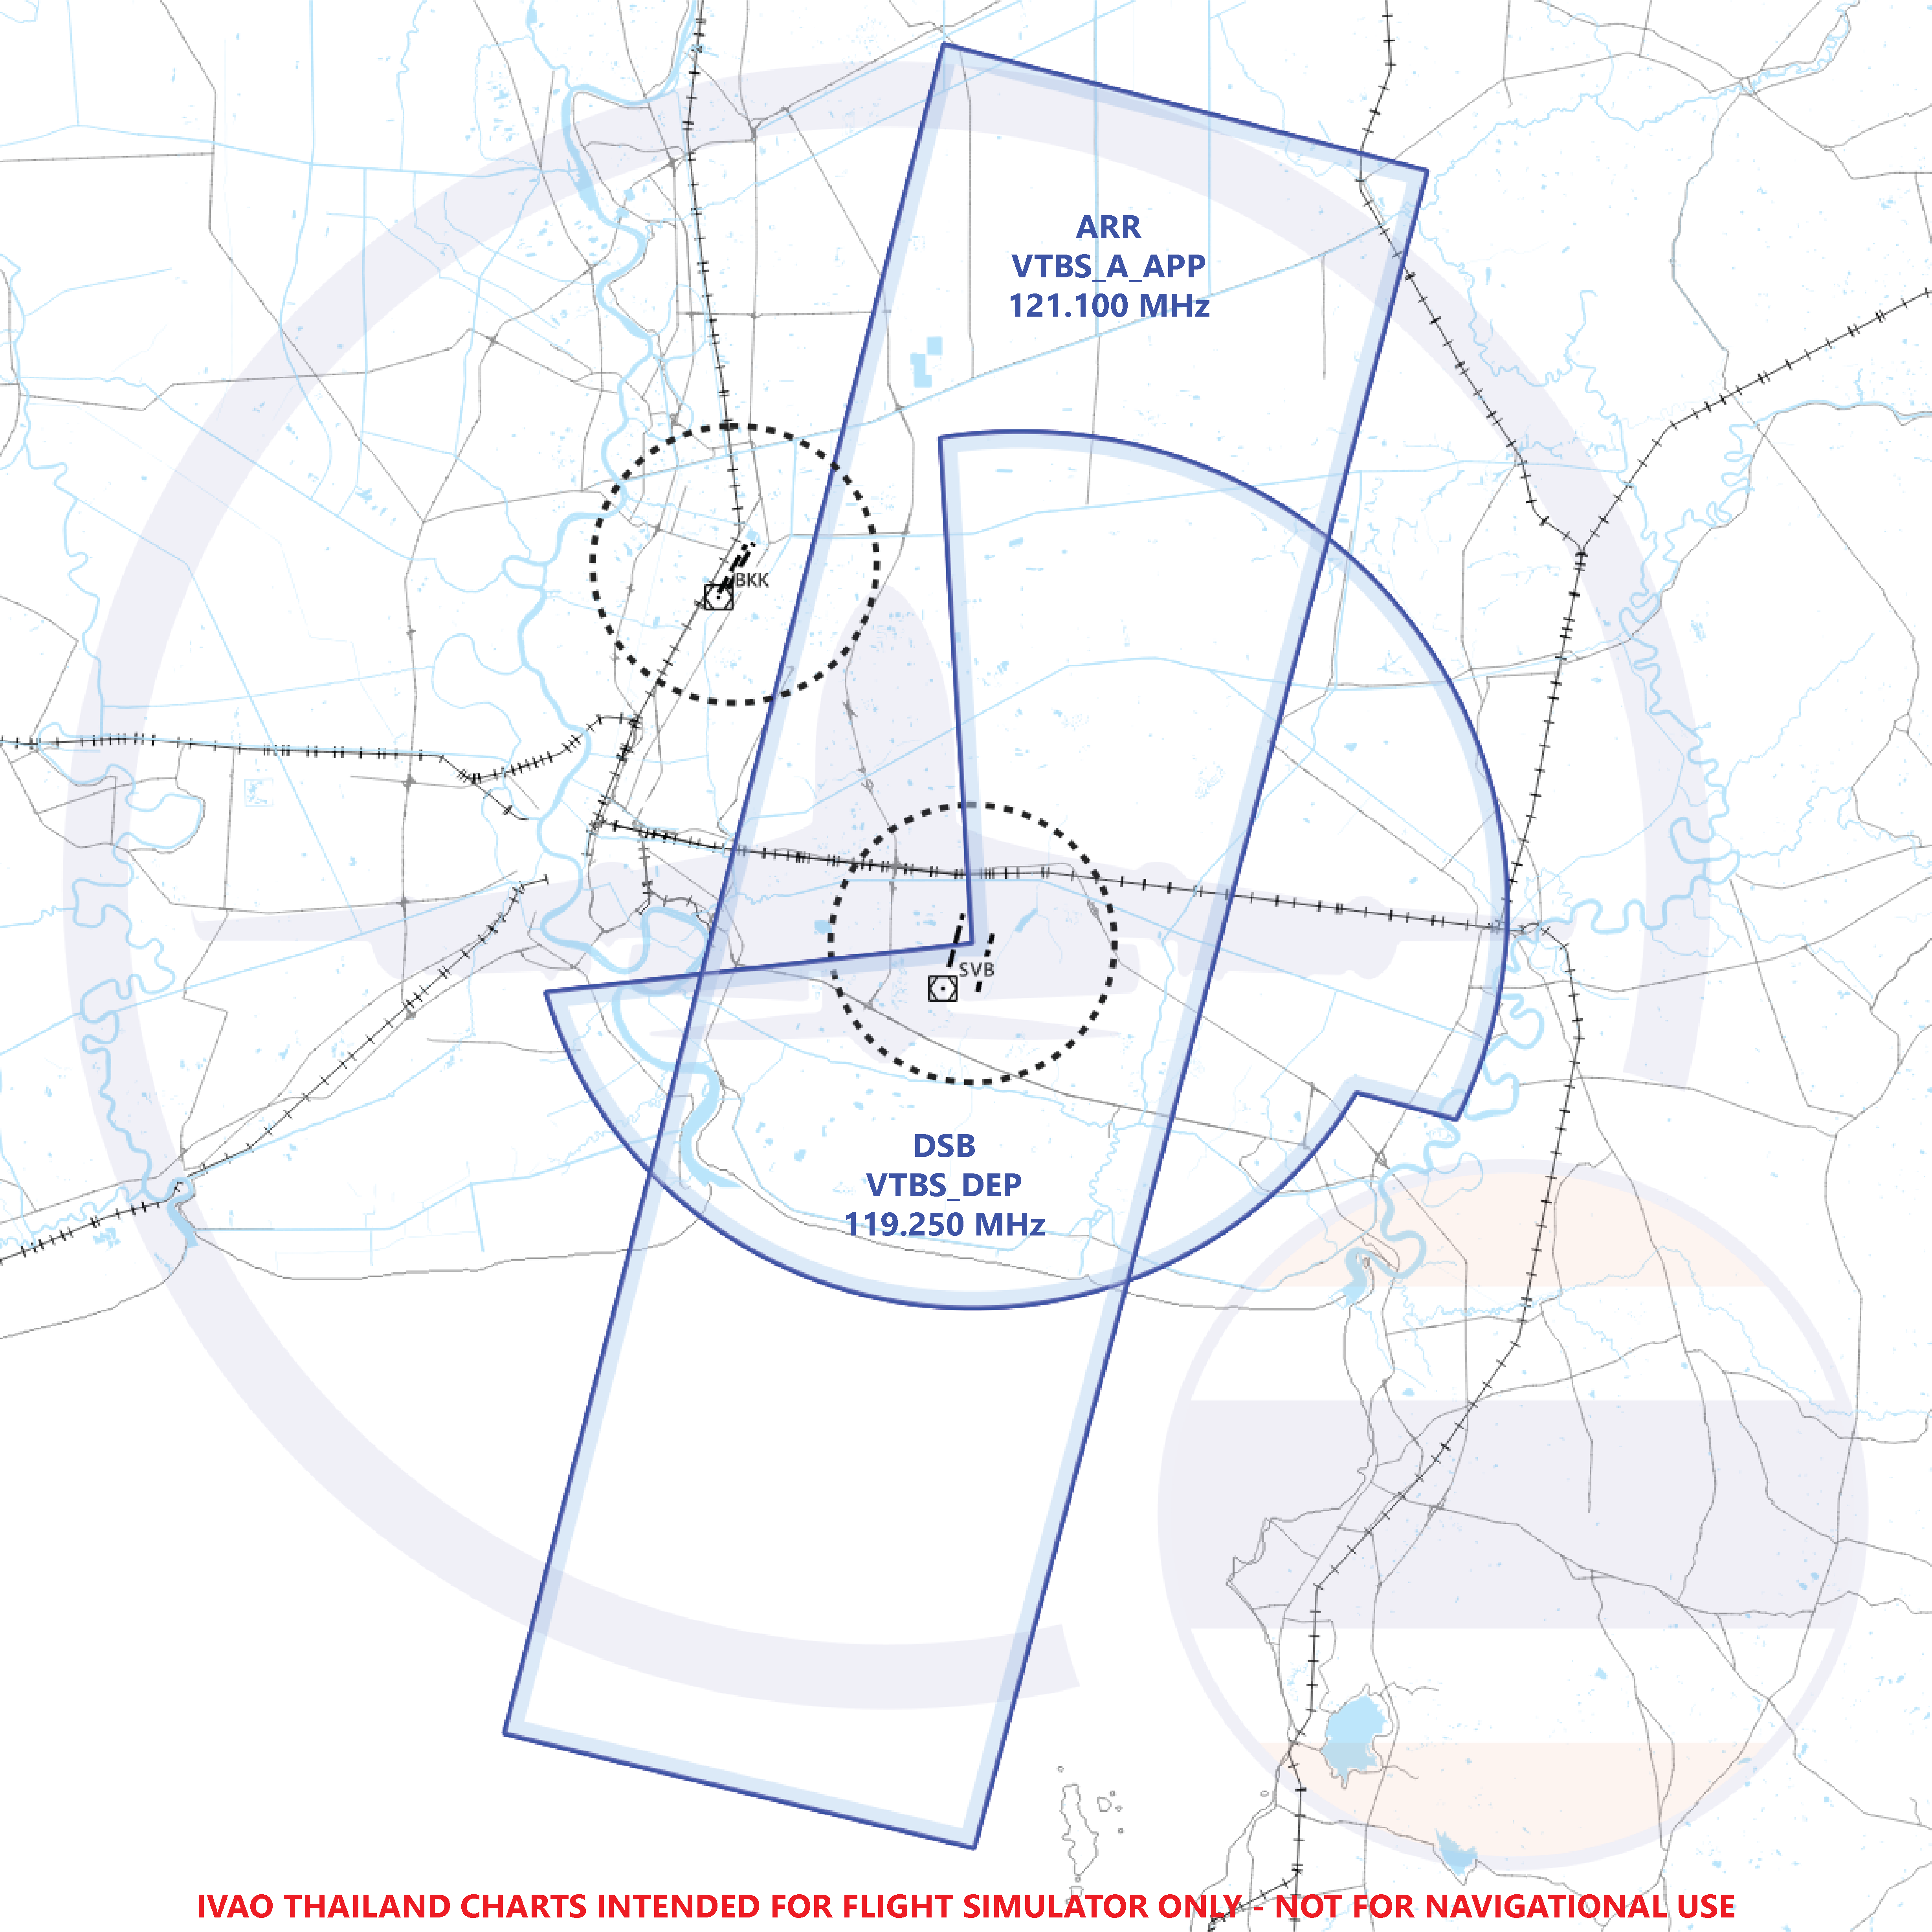 ARR
VTBS_A_APP
121.100 MHz
BKK
SVB
DSB
VTBS_DEP
119.250 MHz
IVAO THAILAND CHARTS INTENDED FOR FLIGHT SIMULATOR ONLY - NOT FOR NAVIGATIONAL USE